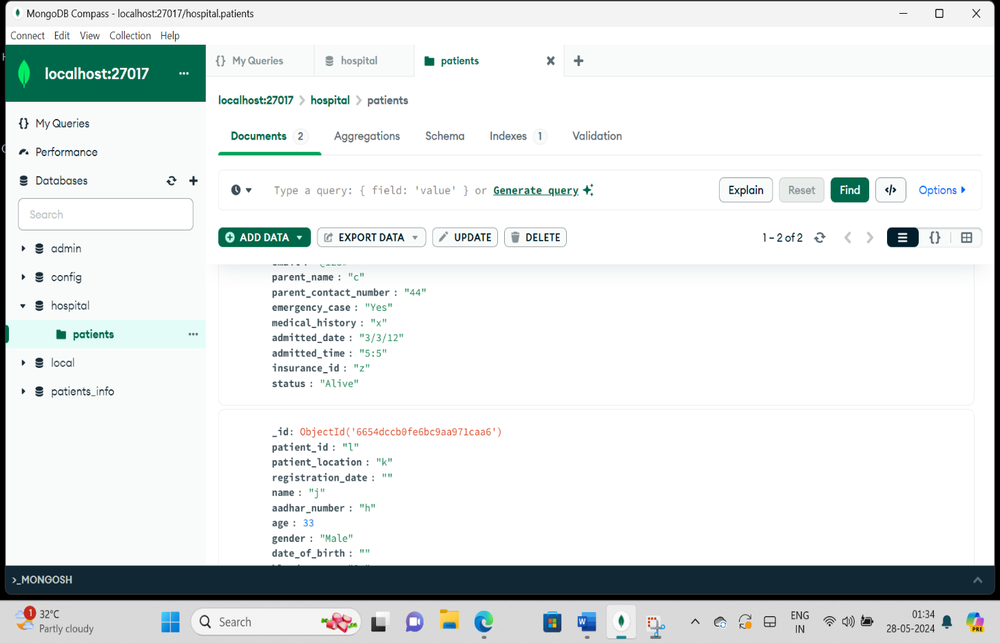 MongoDB Compass - localhost:27017/hospital.patients
Connect Edit View Collection Help
localhost:27017 ...
{} My Queries
hospital
patients
localhost:27017 > hospital > patients
{} My Queries
Performance
Databases
Search
admin
config
hospital
patients
local
patients_info
Documents 2 Aggregations Schema Indexes 1 Validation
Type a query: { field: 'value' } or Generate query
Explain Reset Find </> Options
ADD DATA EXPORT DATA UPDATE DELETE
1 – 2 of 2
{}
parent_name : "c"
parent_contact_number : "44"
emergency_case : "Yes"
medical_history : "x"
admitted_date : "3/3/12"
admitted_time : "5:5"
insurance_id : "z"
status : "Alive"
_id: ObjectId('6654dccb0fe6bc9aa971caa6')
patient_id : "l"
patient_location : "k"
registration_date : ""
name : "j"
aadhar_number : "h"
age : 33
gender : "Male"
date_of_birth : ""
>_MONGOSH
1
32°C
Partly cloudy
Search
W
ENG
IN
01:34
28-05-2024
PRE